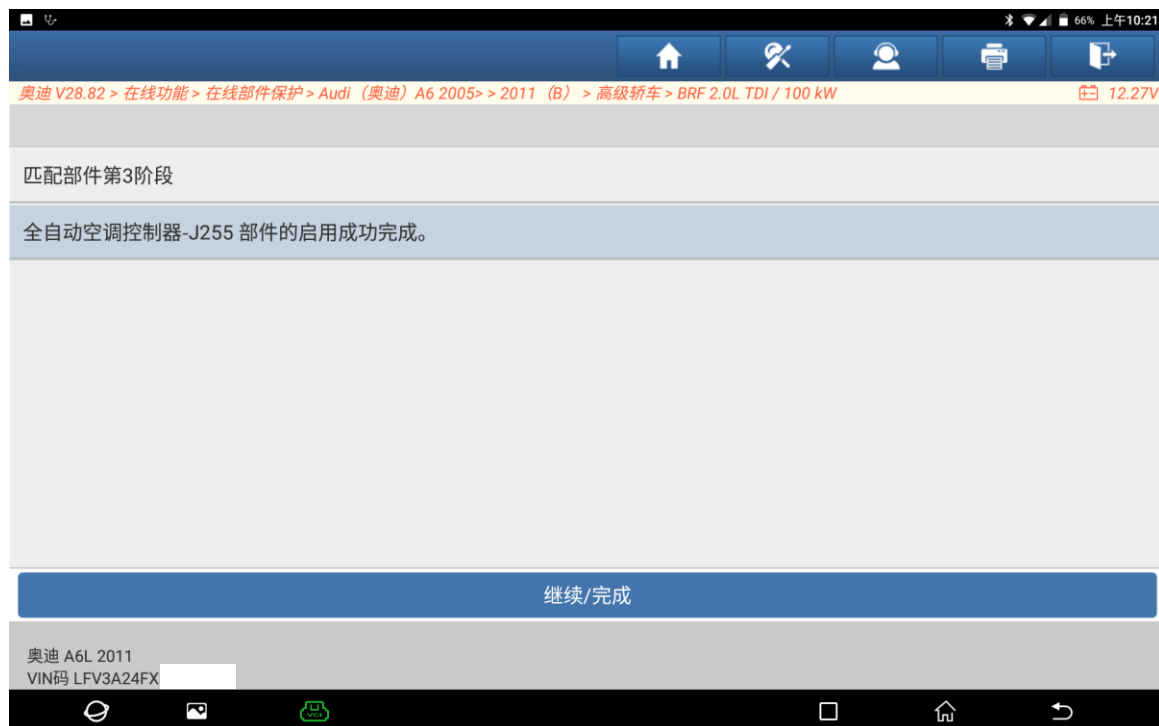 66% 上午10:21
奥迪 V28.82 > 在线功能 > 在线部件保护 > Audi（奥迪）A6 2005> > 2011（B） > 高级轿车 > BRF 2.0L TDI / 100 kW 12.27V
匹配部件第3阶段
全自动空调控制器-J255 部件的启用成功完成。
继续/完成
奥迪 A6L 2011
VIN码 LFV3A24FX
VCI